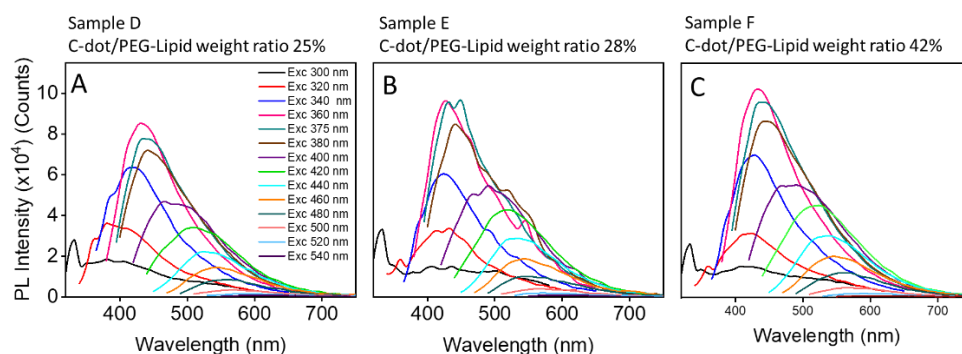 Sample D
C-dot/PEG-Lipid weight ratio 25%
Sample E
C-dot/PEG-Lipid weight ratio 28%
Sample F
C-dot/PEG-Lipid weight ratio 42%
PL Intensity (x10⁴) (Counts)
10
8
6
4
2
0
A
Exc 300 nm
Exc 320 nm
Exc 340 nm
Exc 360 nm
Exc 375 nm
Exc 380 nm
Exc 400 nm
Exc 420 nm
Exc 440 nm
Exc 460 nm
Exc 480 nm
Exc 500 nm
Exc 520 nm
Exc 540 nm
400 500 600 700
Wavelength (nm)
B
400 500 600 700
Wavelength (nm)
C
400 500 600 700
Wavelength (nm)